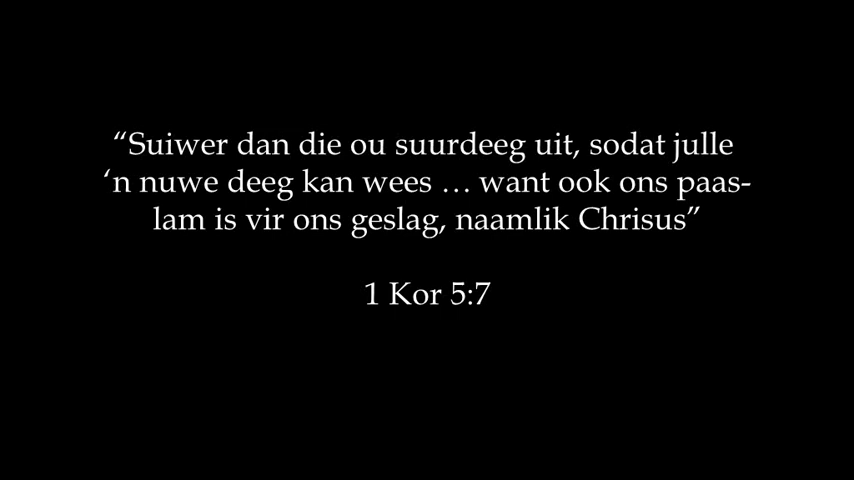 “Suiwer dan die ou suurdeeg uit, sodat julle
‘n nuwe deeg kan wees … want ook ons paas-
lam is vir ons geslag, naamlik Chrisus”
1 Kor 5:7